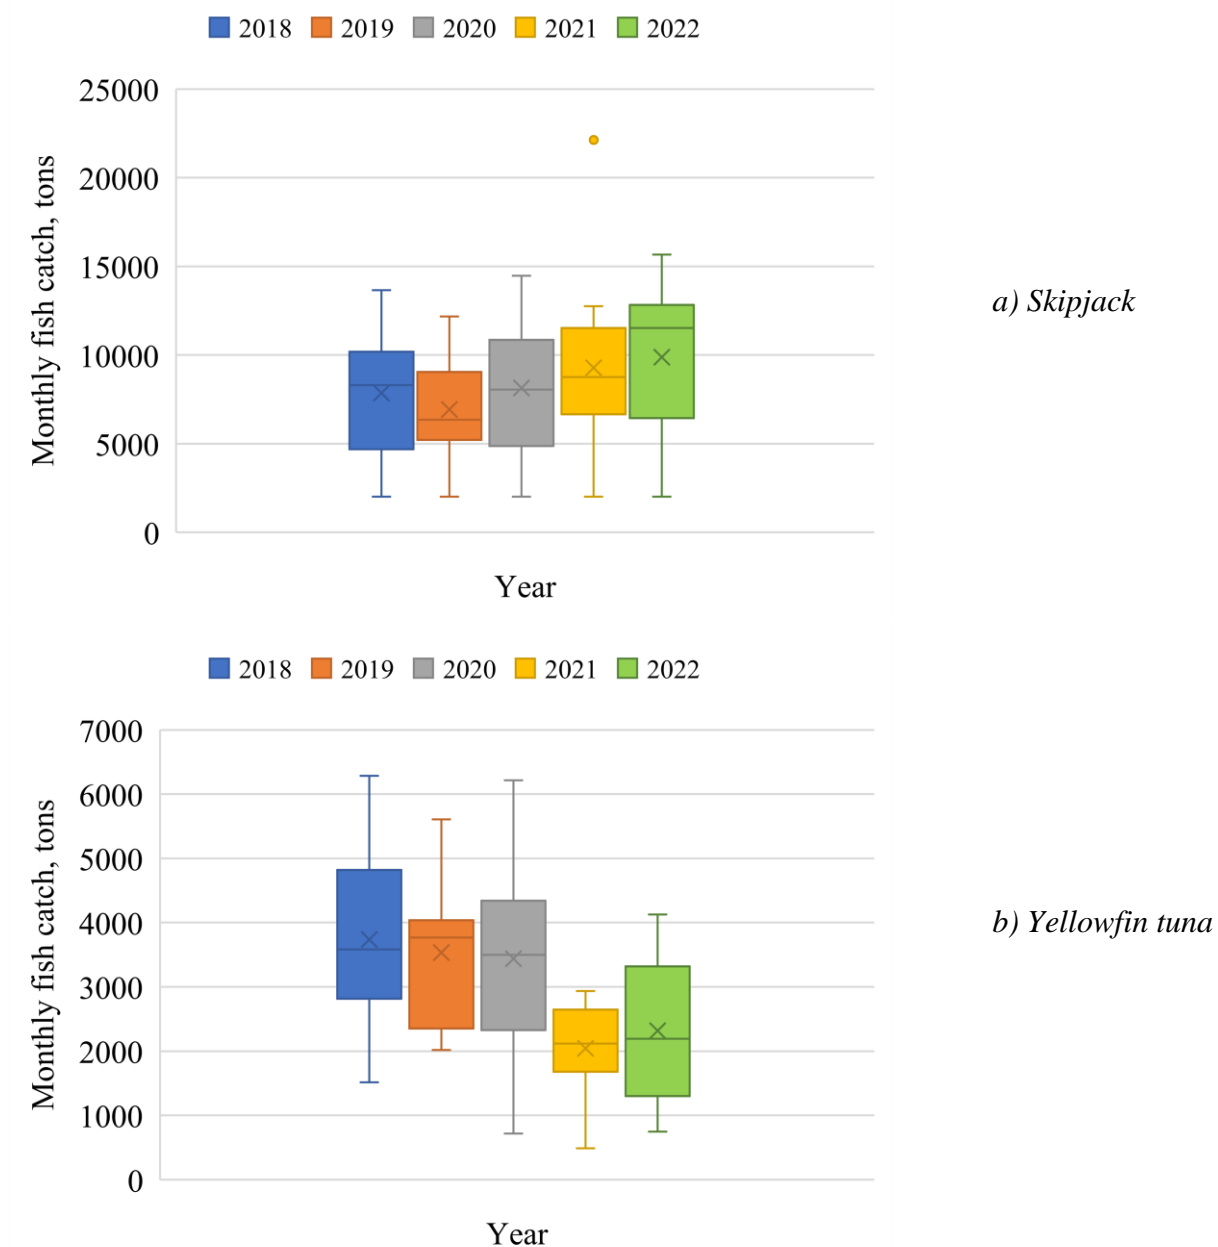 2018 2019 2020 2021 2022
25000
20000
15000
10000
5000
0
Monthly fish catch, tons
Year
a) Skipjack
2018 2019 2020 2021 2022
7000
6000
5000
4000
3000
2000
1000
0
Monthly fish catch, tons
Year
b) Yellowfin tuna